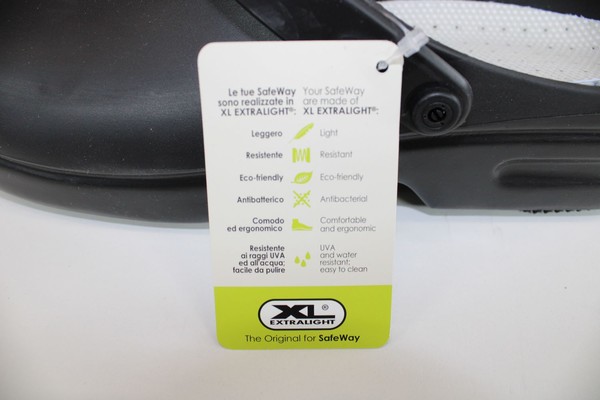 Le tue SafeWay
sono realizzate in
XL EXTRALIGHT®:
Your SafeWay
are made of
XL EXTRALIGHT®:
Leggero
Light
Resistente
Resistant
Eco-friendly
Eco-friendly
Antibatterico
Antibacterial
Comodo
ed ergonomico
Comfortable
and ergonomic
Resistente
ai raggi UVA
ed all'acqua;
facile da pulire
UVA
and water
resistant;
easy to clean
XL®
EXTRALIGHT
The Original for SafeWay